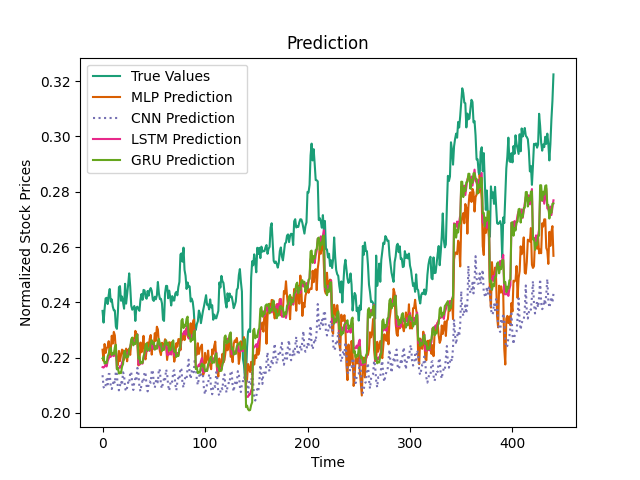 Prediction
True Values
MLP Prediction
CNN Prediction
LSTM Prediction
GRU Prediction
Normalized Stock Prices
0.32
0.30
0.28
0.26
0.24
0.22
0.20
0
100
200
300
400
Time